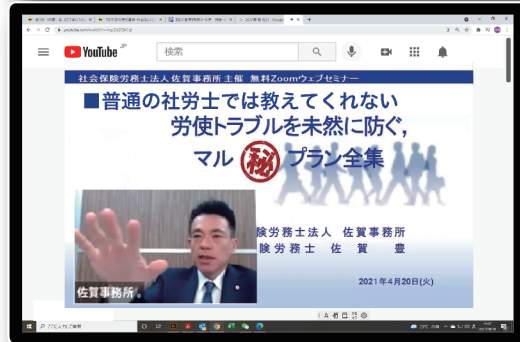 YouTube JP
検索
社会保険労務士法人佐賀事務所主催 無料Zoomウェブセミナー
■普通の社労士では教えてくれない
労使トラブルを未然に防ぐ,
マル㊙プラン全集
険労務士法人 佐賀事務所
険労務士 佐賀 豊
佐賀事務所
2021年4月20日(火)